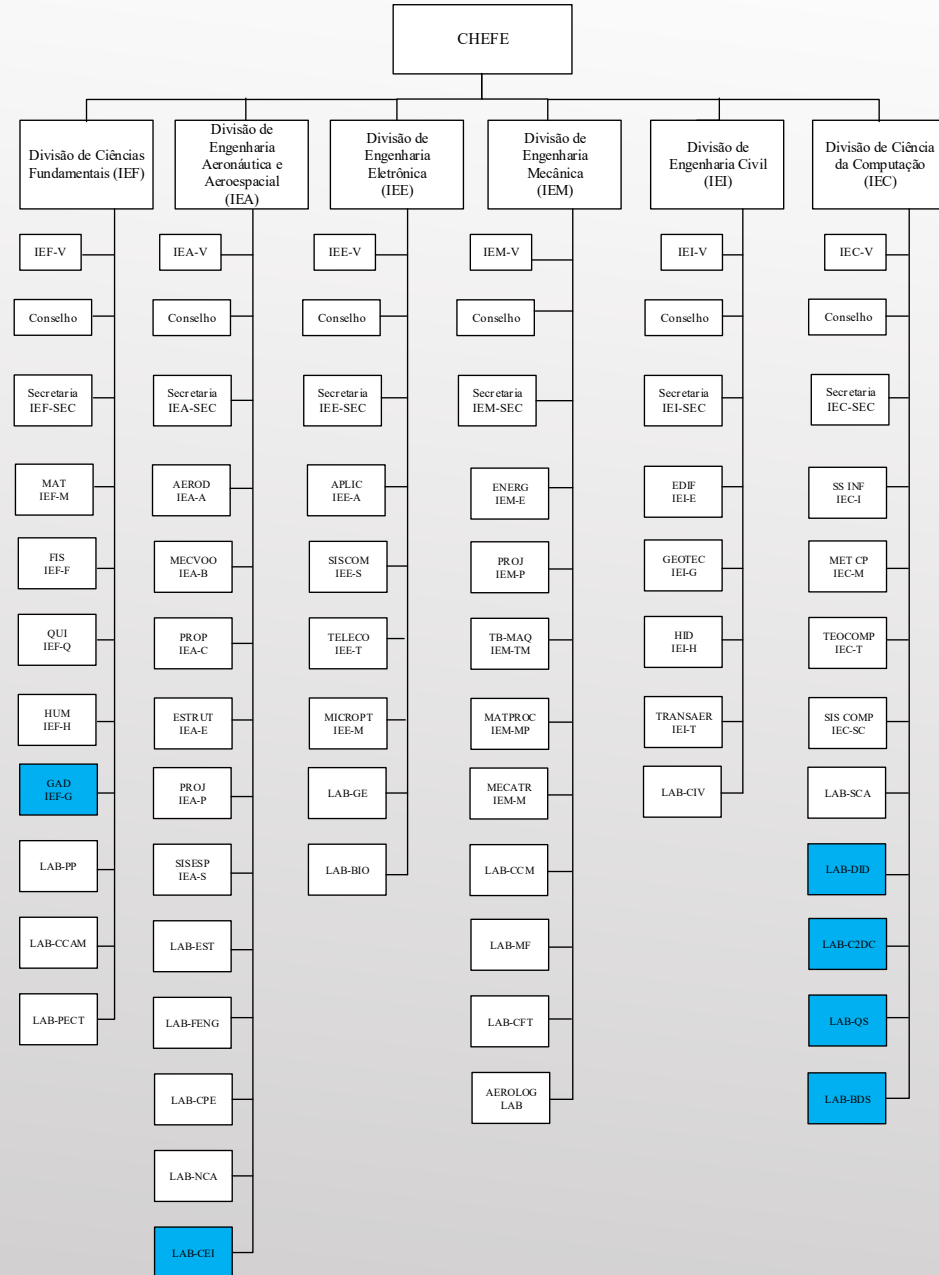 CHEFE
Divisão de Ciências
Fundamentais (IEF)
IEF-V
Conselho
Secretaria
IEF-SEC
MAT
IEF-M
FIS
IEF-F
QUI
IEF-Q
HUM
IEF-H
GAD
IEF-G
LAB-PP
LAB-CCAM
LAB-PECT
Divisão de
Engenharia
Aeronáutica e
Aeroespacial
(IEA)
IEA-V
Conselho
Secretaria
IEA-SEC
AEROD
IEA-A
MECVOO
IEA-B
PROP
IEA-C
ESTRUT
IEA-E
PROJ
IEA-P
SISESP
IEA-S
LAB-EST
LAB-FENG
LAB-CPE
LAB-NCA
LAB-CEI
Divisão de
Engenharia
Eletrônica
(IEE)
IEE-V
Conselho
Secretaria
IEE-SEC
APLIC
IEE-A
SISCOM
IEE-S
TELECO
IEE-T
MICROPT
IEE-M
LAB-GE
LAB-BIO
Divisão de
Engenharia
Mecânica
(IEM)
IEM-V
Conselho
Secretaria
IEM-SEC
ENERG
IEM-E
PROJ
IEM-P
TB-MAQ
IEM-TM
MATPROC
IEM-MP
MECATR
IEM-M
LAB-CCM
LAB-MF
LAB-CFT
AEROLOG
LAB
Divisão de
Engenharia Civil
(IEI)
IEI-V
Conselho
Secretaria
IEI-SEC
EDIF
IEI-E
GEOTEC
IEI-G
HID
IEI-H
TRANSAER
IEI-T
LAB-CIV
Divisão de Ciência
da Computação
(IEC)
IEC-V
Conselho
Secretaria
IEC-SEC
SS INF
IEC-I
MET CP
IEC-M
TEOCOMP
IEC-T
SIS COMP
IEC-SC
LAB-SCA
LAB-DID
LAB-C2DC
LAB-QS
LAB-BDS